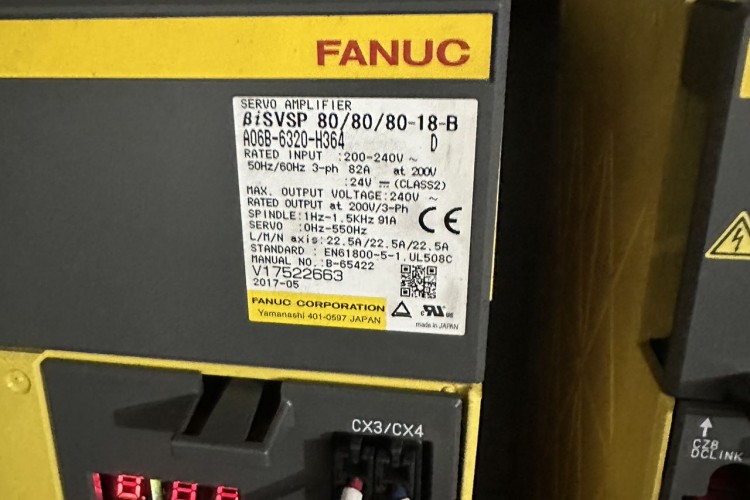 FANUC
SERVO AMPLIFIER
βiSVSP 80/80/80-18-B
A06B-6320-H364 D
RATED INPUT :200-240V ~
50Hz/60Hz 3-ph 82A at 200V
:24V ⎓ (CLASS2)
MAX. OUTPUT VOLTAGE:240V ~
RATED OUTPUT at 200V/3-Ph
SPINDLE:1Hz-1.5KHz 91A
SERVO :0Hz-550Hz
L/M/N axis:22.5A/22.5A/22.5A
STANDARD : EN61800-5-1.UL508C
MANUAL NO.:B-65422
V17522663
2017-05
CE
FANUC CORPORATION
Yamanashi 401-0597 JAPAN
c RU us
made in JAPAN
CX3/CX4
CZ8
DCLINK